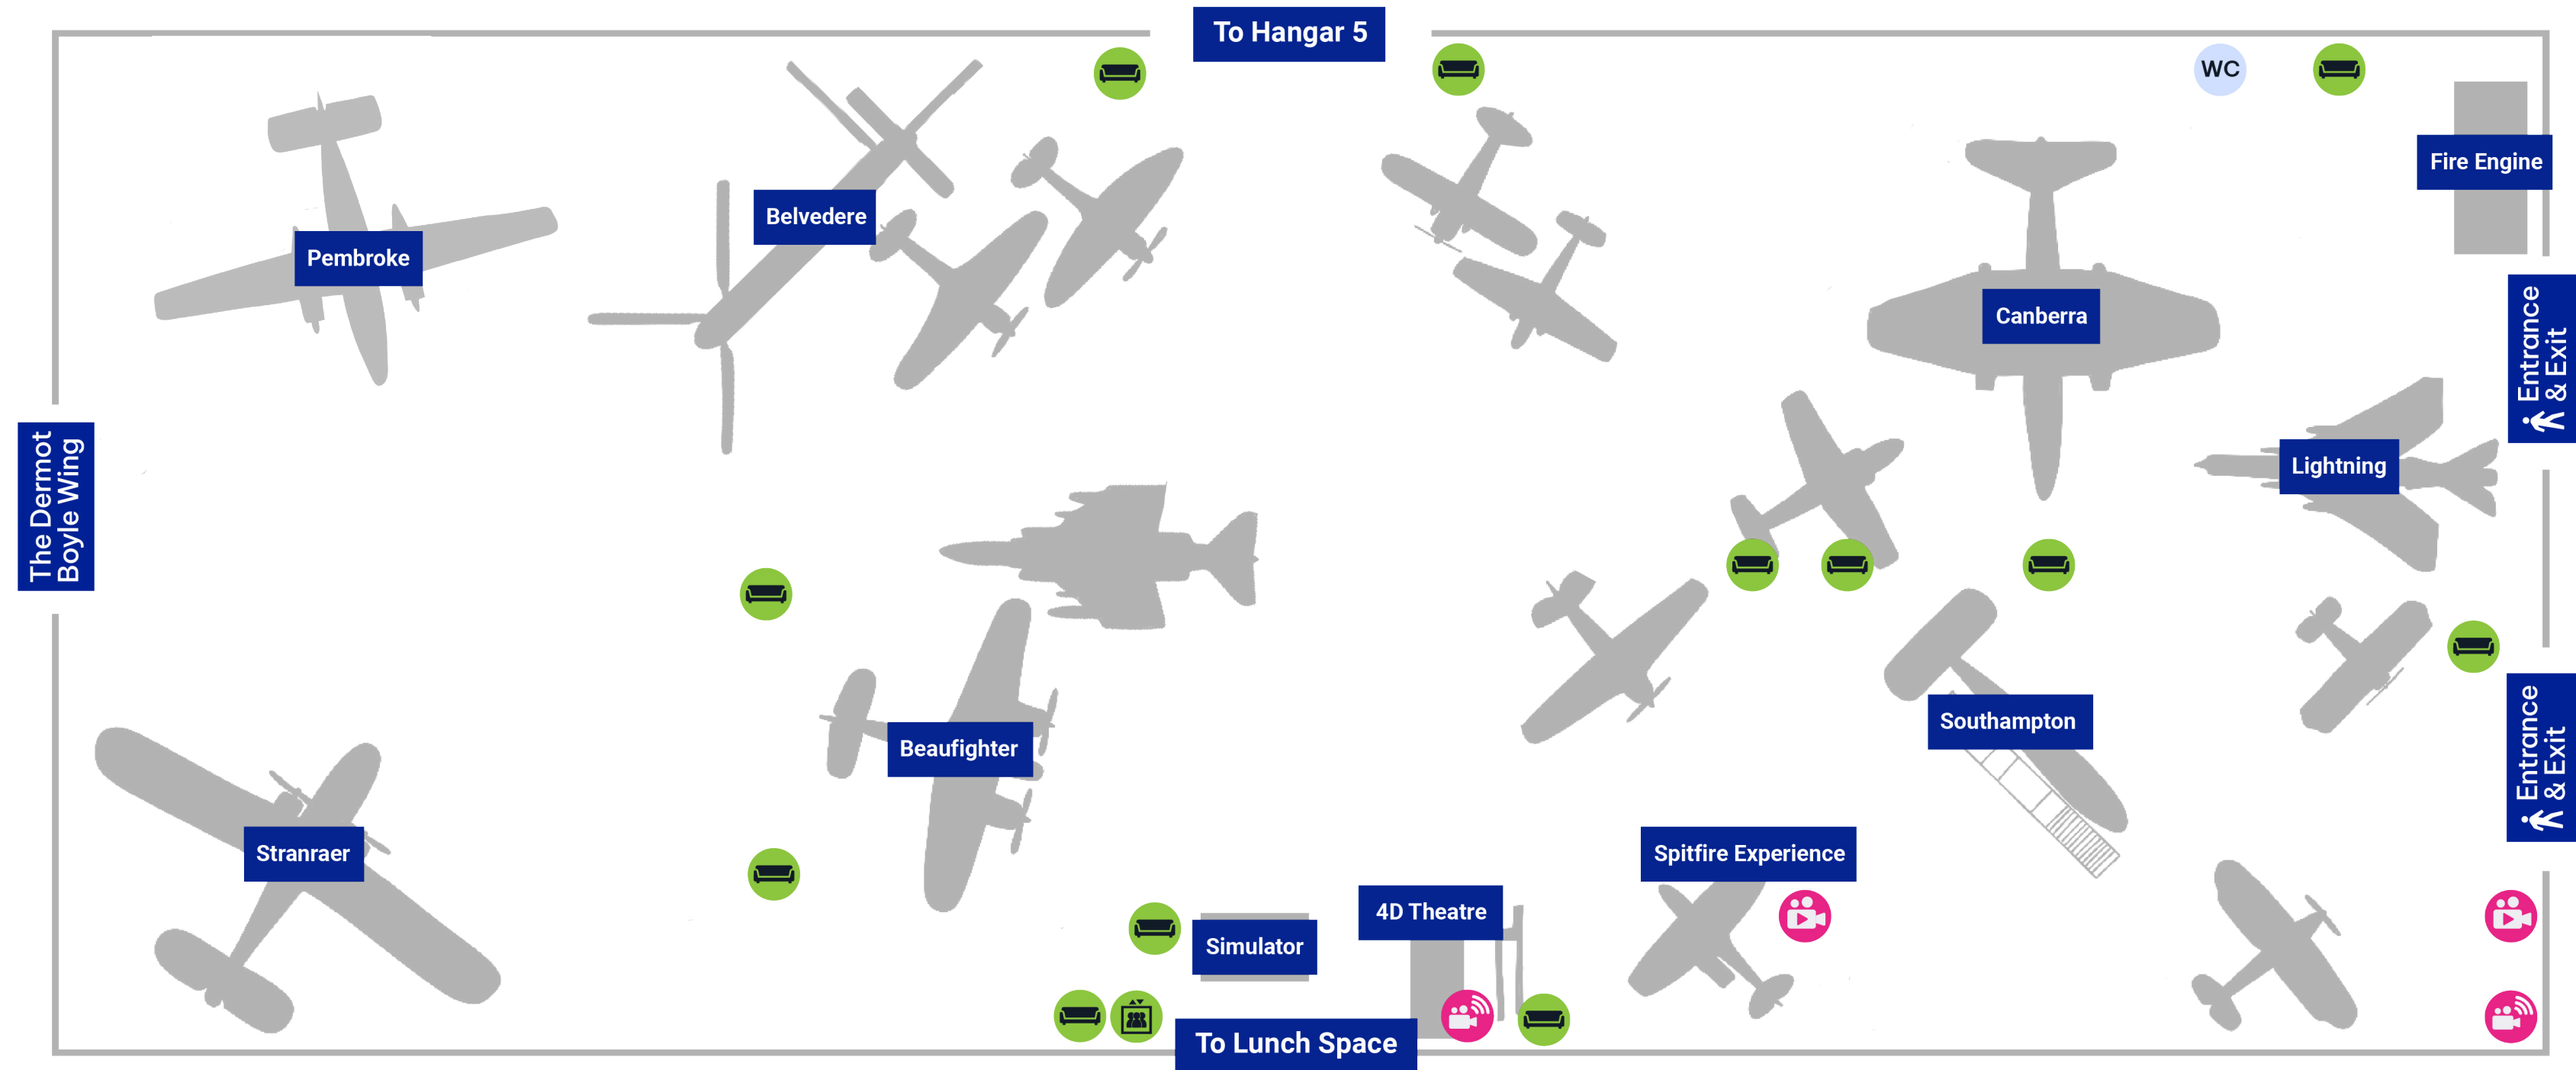 To Hangar 5
WC
Fire Engine
Belvedere
Pembroke
Canberra
Entrance
& Exit
Lightning
The Dermot
Boyle Wing
Southampton
Beaufighter
Entrance
& Exit
Stranraer
Spitfire Experience
4D Theatre
Simulator
To Lunch Space